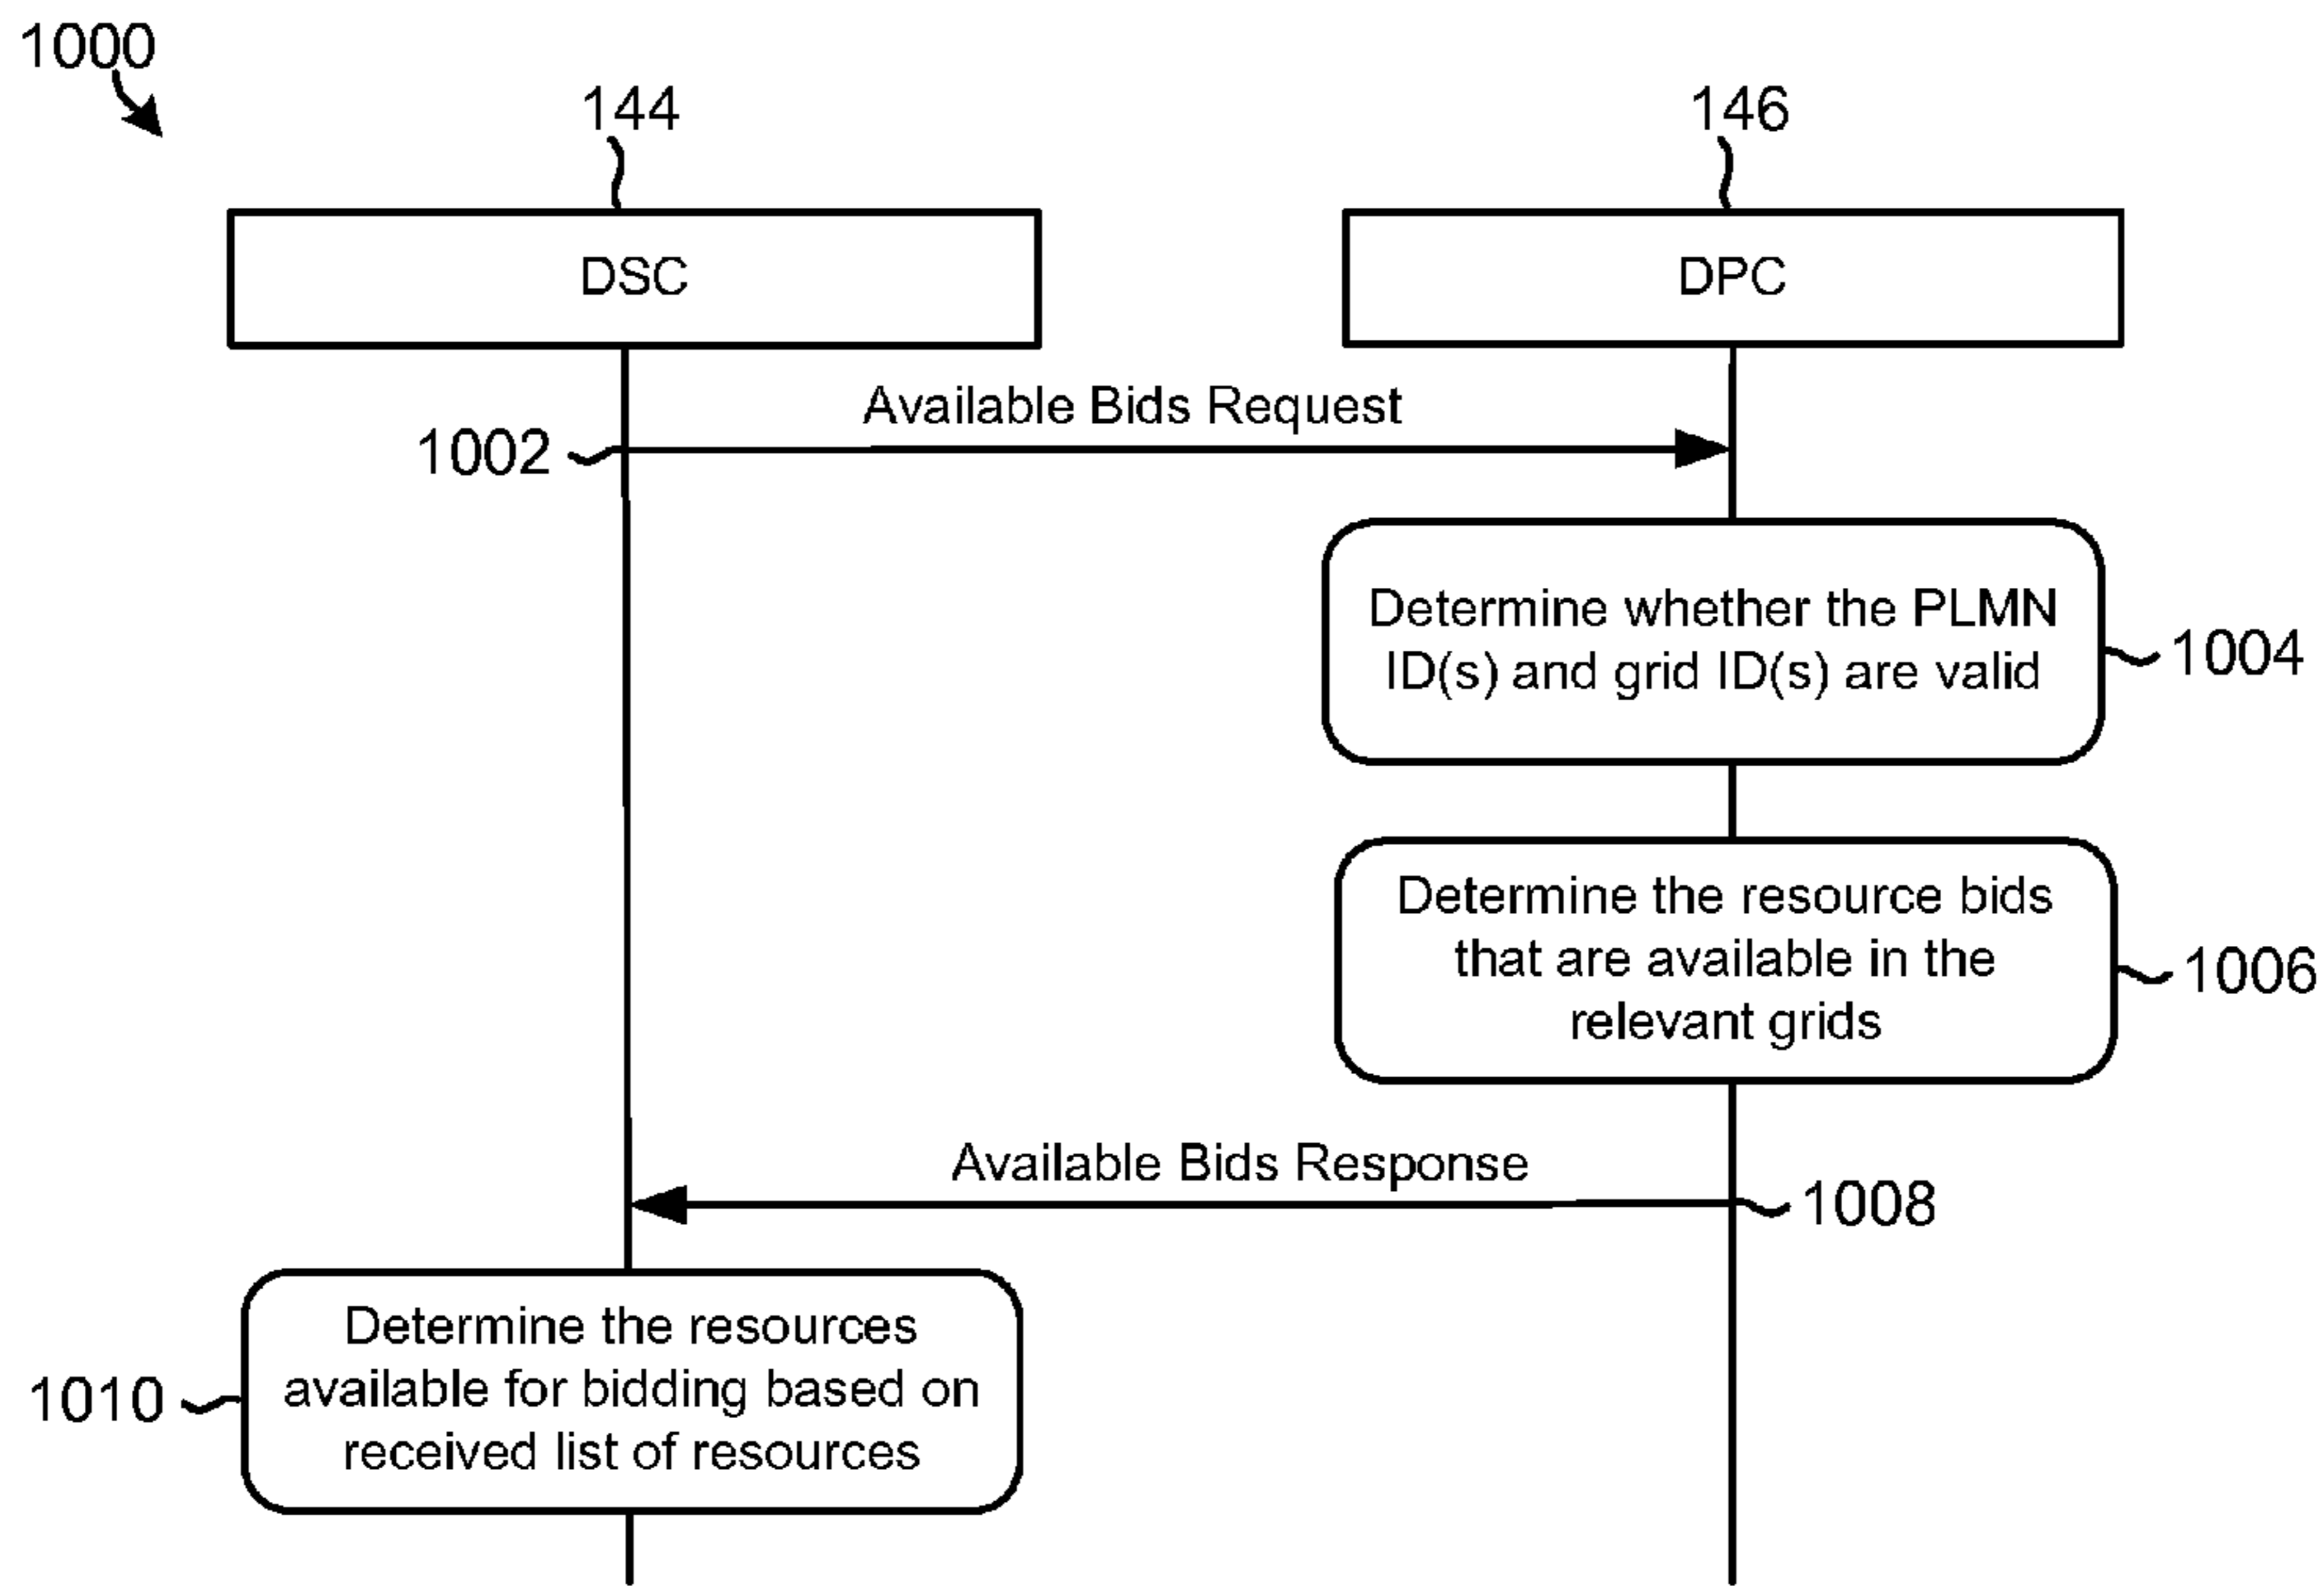 1000
144
146
DSC
DPC
Available Bids Request
1002
Determine whether the PLMN
ID(s) and grid ID(s) are valid
1004
Determine the resource bids
that are available in the
relevant grids
1006
Available Bids Response
1008
Determine the resources
available for bidding based on
received list of resources
1010